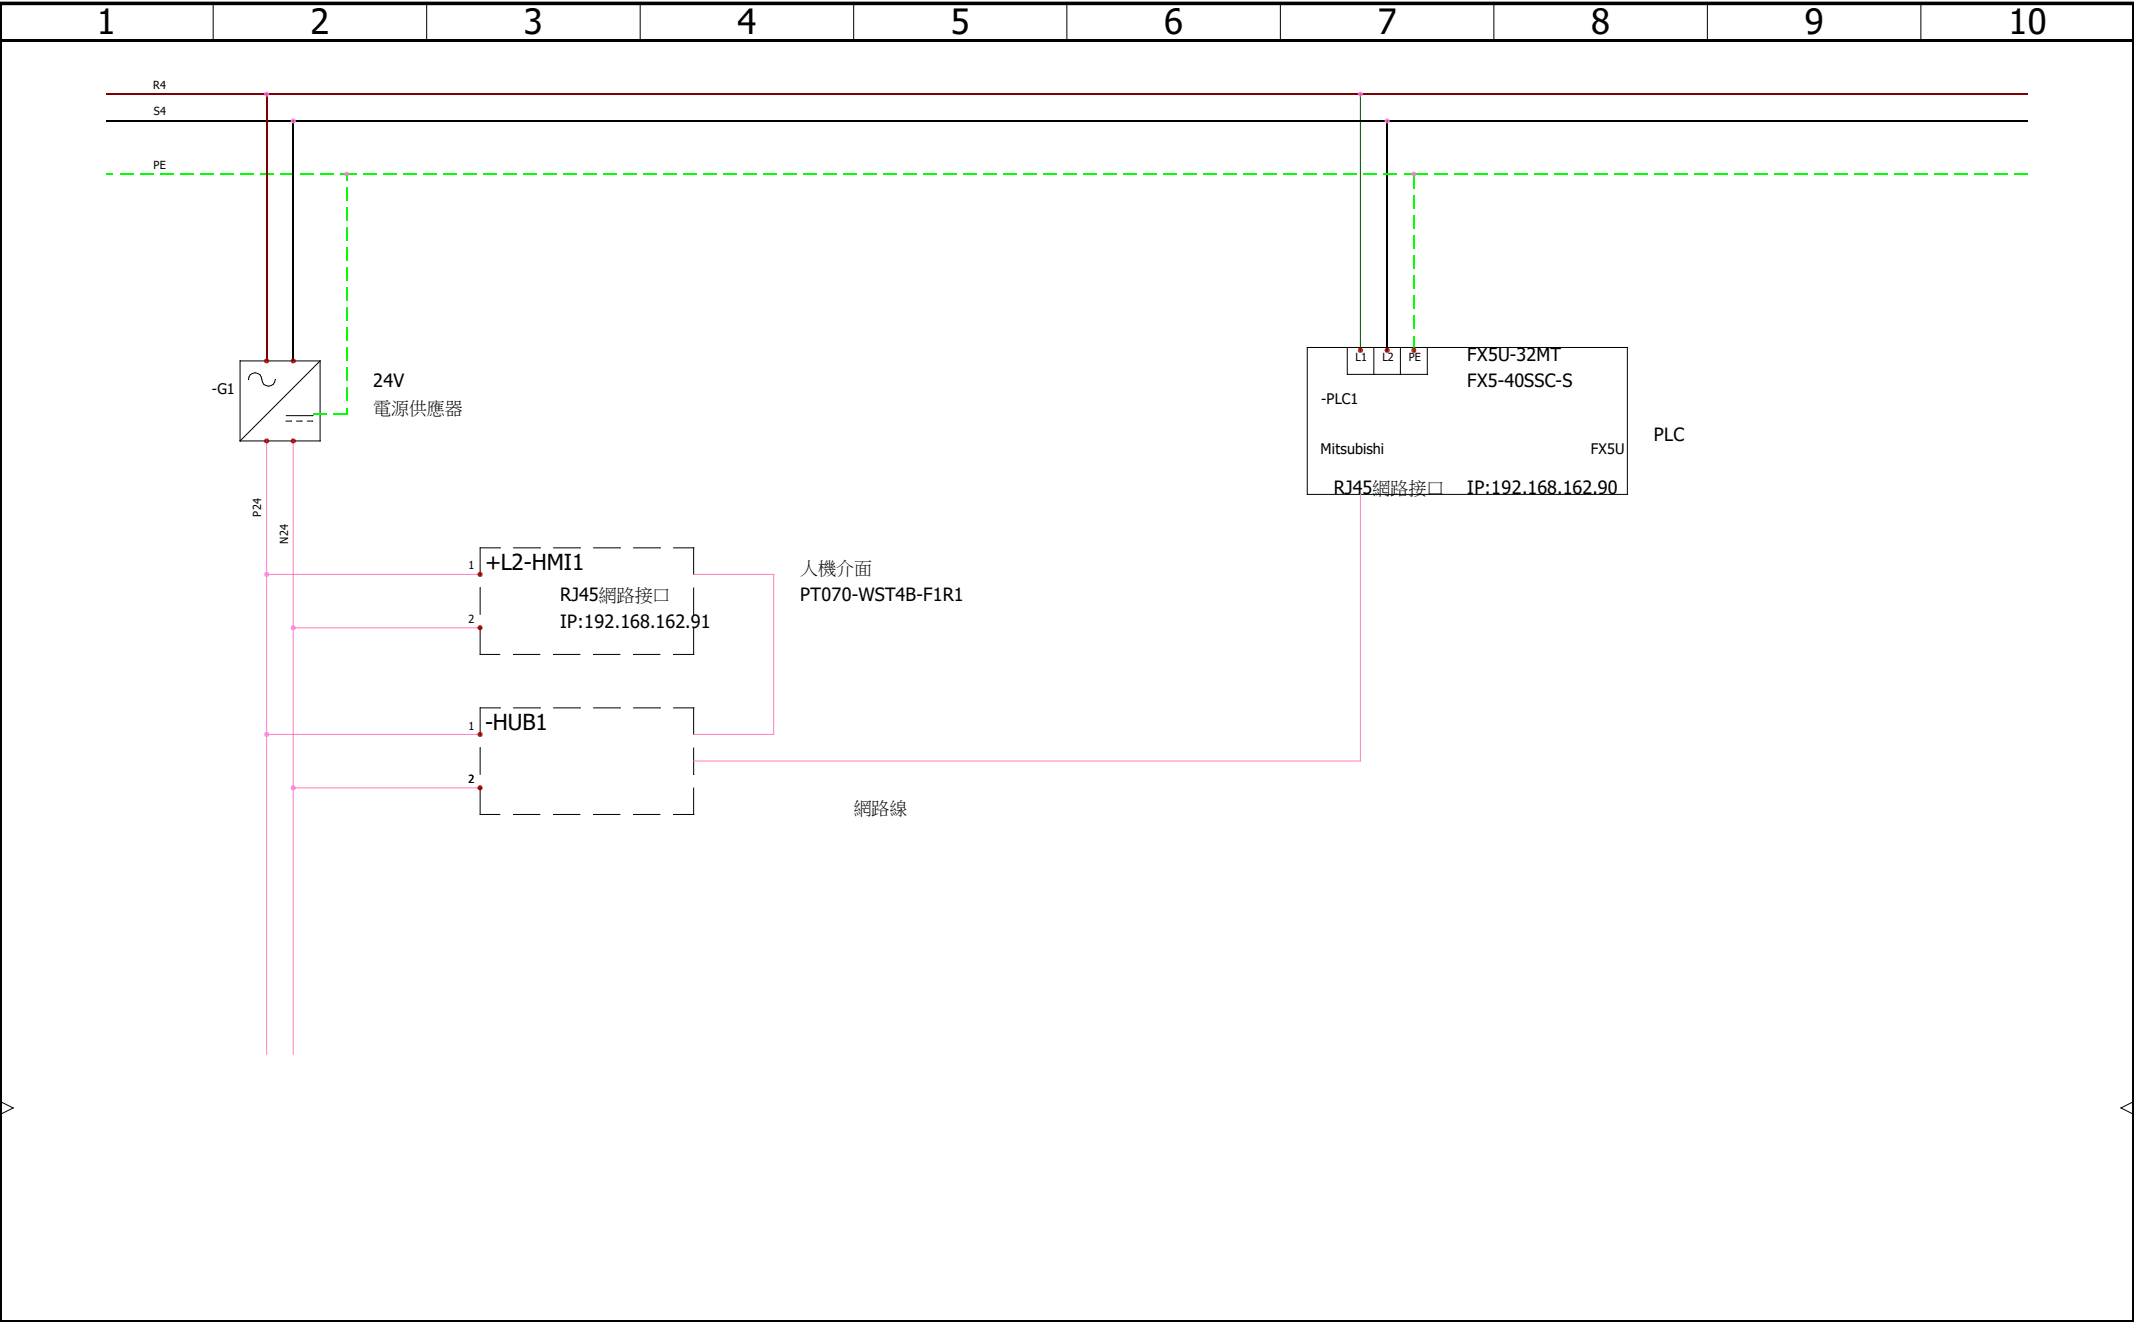 1 2 3 4 5 6 7 8 9 10
R4
S4
PE
L1 L2 PE
FX5U-32MT
FX5-40SSC-S
-G1
24V
電源供應器
-PLC1
Mitsubishi
FX5U
PLC
RJ45網路接口 IP:192.168.162.90
P24
N24
1
+L2-HMI1
RJ45網路接口
2
IP:192.168.162.91
人機介面
PT070-WST4B-F1R1
1
-HUB1
2
網路線